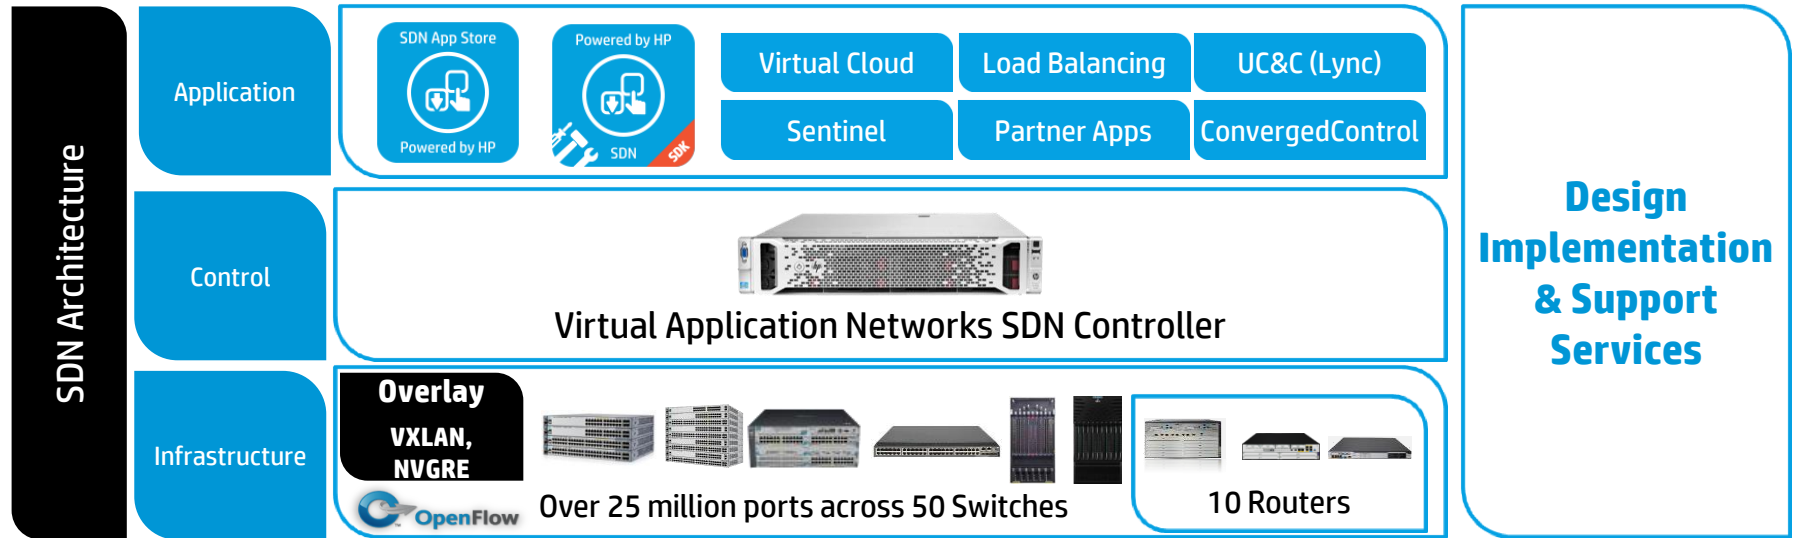 SDN Architecture
Application
SDN App Store
Powered by HP
Powered by HP
SDN
SDK
Virtual Cloud
Load Balancing
UC&C (Lync)
Sentinel
Partner Apps
ConvergedControl
Control
Virtual Application Networks SDN Controller
Infrastructure
Overlay
VXLAN,
NVGRE
OpenFlow
Over 25 million ports across 50 Switches
10 Routers
Design
Implementation
& Support
Services